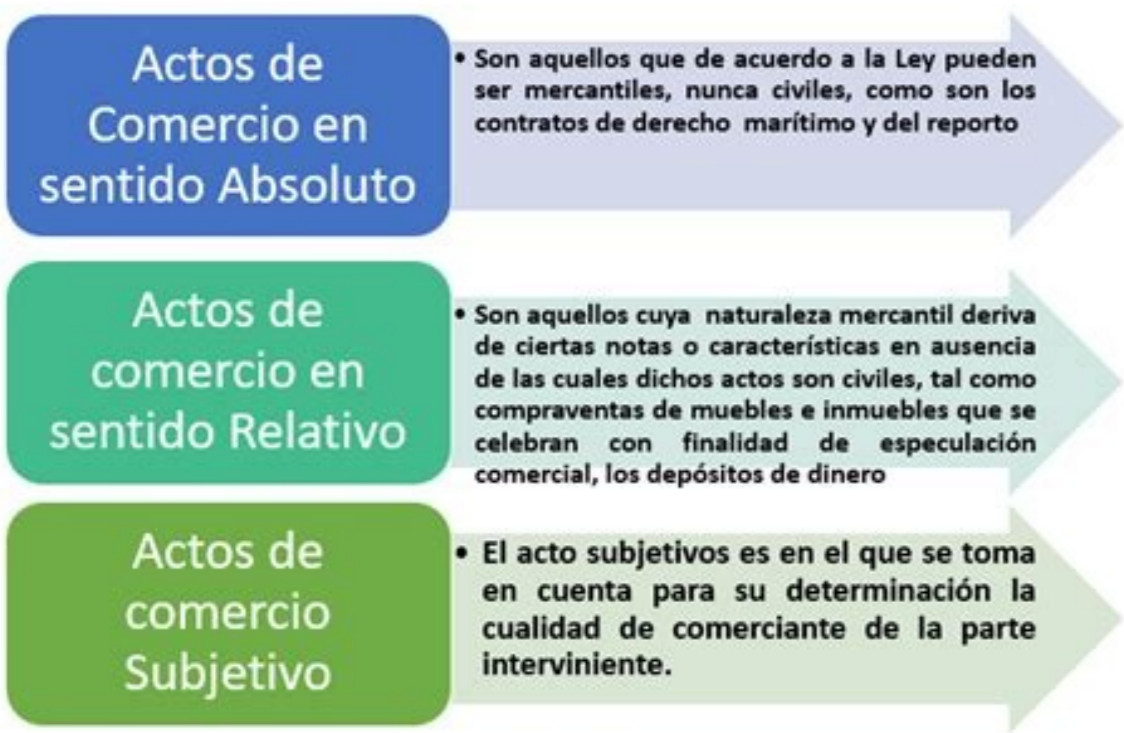 Actos de
Comercio en
sentido Absoluto
• Son aquellos que de acuerdo a la Ley pueden
ser mercantiles, nunca civiles, como son los
contratos de derecho marítimo y del reporto
Actos de
comercio en
sentido Relativo
• Son aquellos cuya naturaleza mercantil deriva
de ciertas notas o característicasen ausencia
de las cuales dichos actos son civiles, tal como
compraventas de muebles e inmuebles que se
celebran con finalidad de especulación
comercial, los depósitos de dinero
Actos de
comercio
Subjetivo
• El acto subjetivos es en el que se toma
en cuenta para su determinación la
cualidad de comerciante de la parte
interviniente.